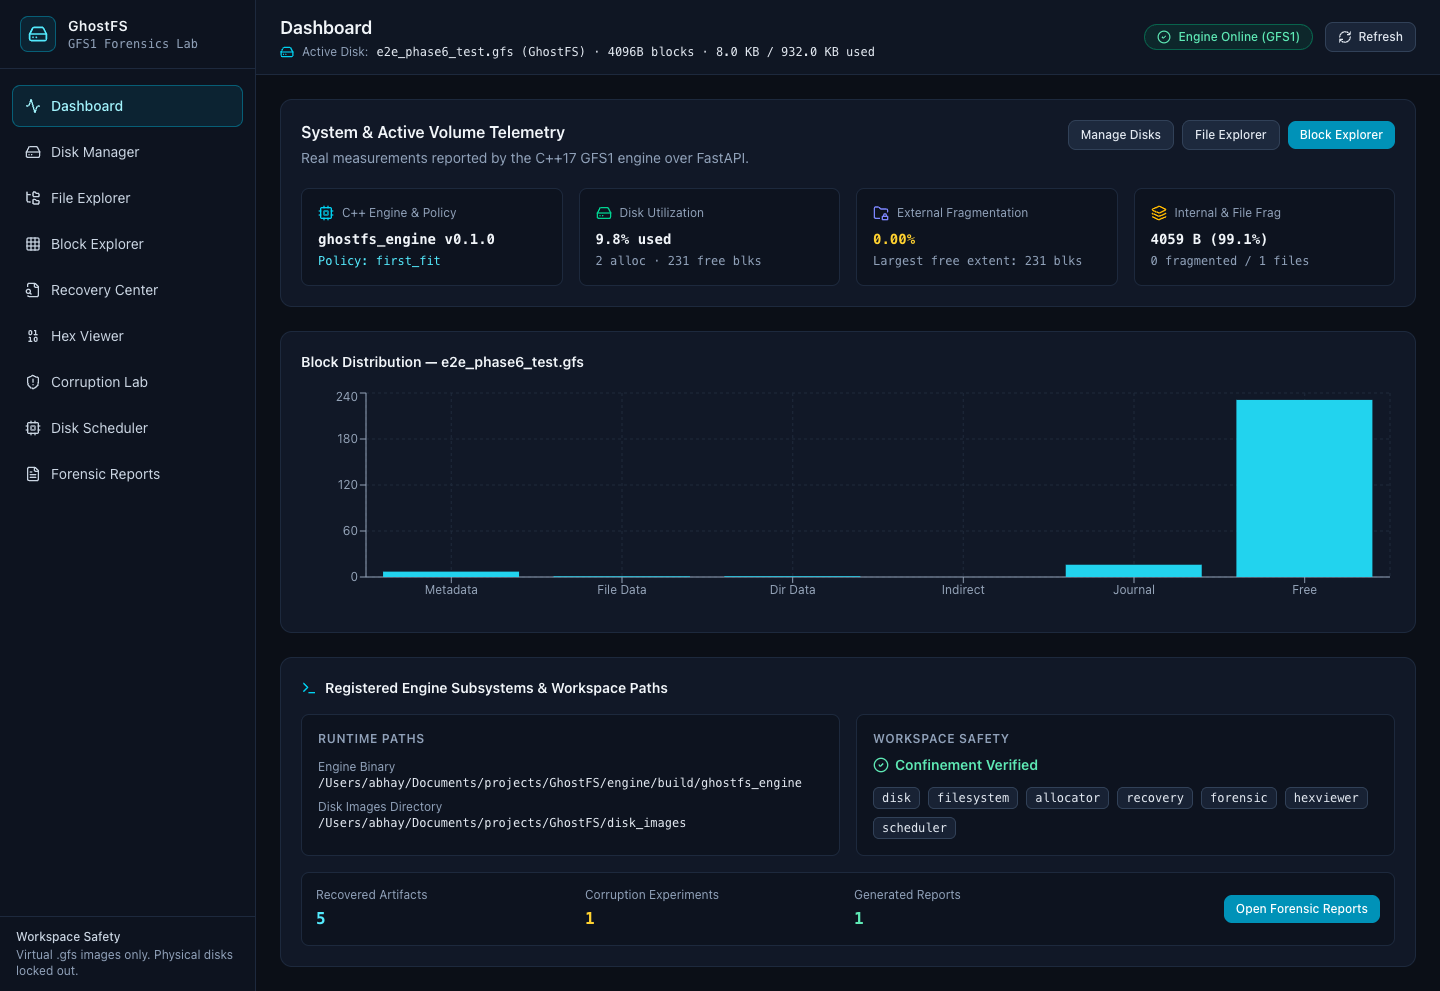 GhostFS
GFS1 Forensics Lab
Dashboard
Disk Manager
File Explorer
Block Explorer
Recovery Center
Hex Viewer
Corruption Lab
Disk Scheduler
Forensic Reports
Workspace Safety
Virtual .gfs images only. Physical disks
locked out.
Dashboard
Active Disk: e2e_phase6_test.gfs (GhostFS) · 4096B blocks · 8.0 KB / 932.0 KB used
Engine Online (GFS1)
Refresh
System & Active Volume Telemetry
Real measurements reported by the C++17 GFS1 engine over FastAPI.
Manage Disks
File Explorer
Block Explorer
C++ Engine & Policy
ghostfs_engine v0.1.0
Policy: first_fit
Disk Utilization
9.8% used
2 alloc · 231 free blks
External Fragmentation
0.00%
Largest free extent: 231 blks
Internal & File Frag
4059 B (99.1%)
0 fragmented / 1 files
Block Distribution — e2e_phase6_test.gfs
240
180
120
60
0
Metadata
File Data
Dir Data
Indirect
Journal
Free
Registered Engine Subsystems & Workspace Paths
RUNTIME PATHS
Engine Binary
/Users/abhay/Documents/projects/GhostFS/engine/build/ghostfs_engine
Disk Images Directory
/Users/abhay/Documents/projects/GhostFS/disk_images
WORKSPACE SAFETY
Confinement Verified
disk filesystem allocator recovery forensic hexviewer
scheduler
Recovered Artifacts
5
Corruption Experiments
1
Generated Reports
1
Open Forensic Reports